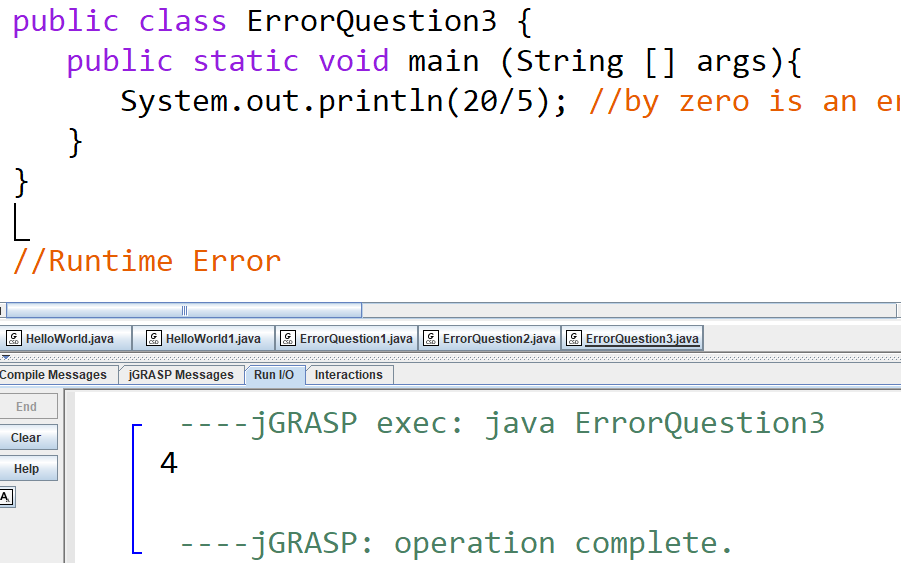 public class ErrorQuestion3 {
public static void main (String [] args){
System.out.println(20/5); //by zero is an
}
}
//Runtime Error
HelloWorld.java HelloWorld1.java ErrorQuestion1.java ErrorQuestion2.java ErrorQuestion3.java
Compile Messages jGRASP Messages Run I/O Interactions
End
Clear
Help
----jGRASP exec: java ErrorQuestion3
4
----jGRASP: operation complete.